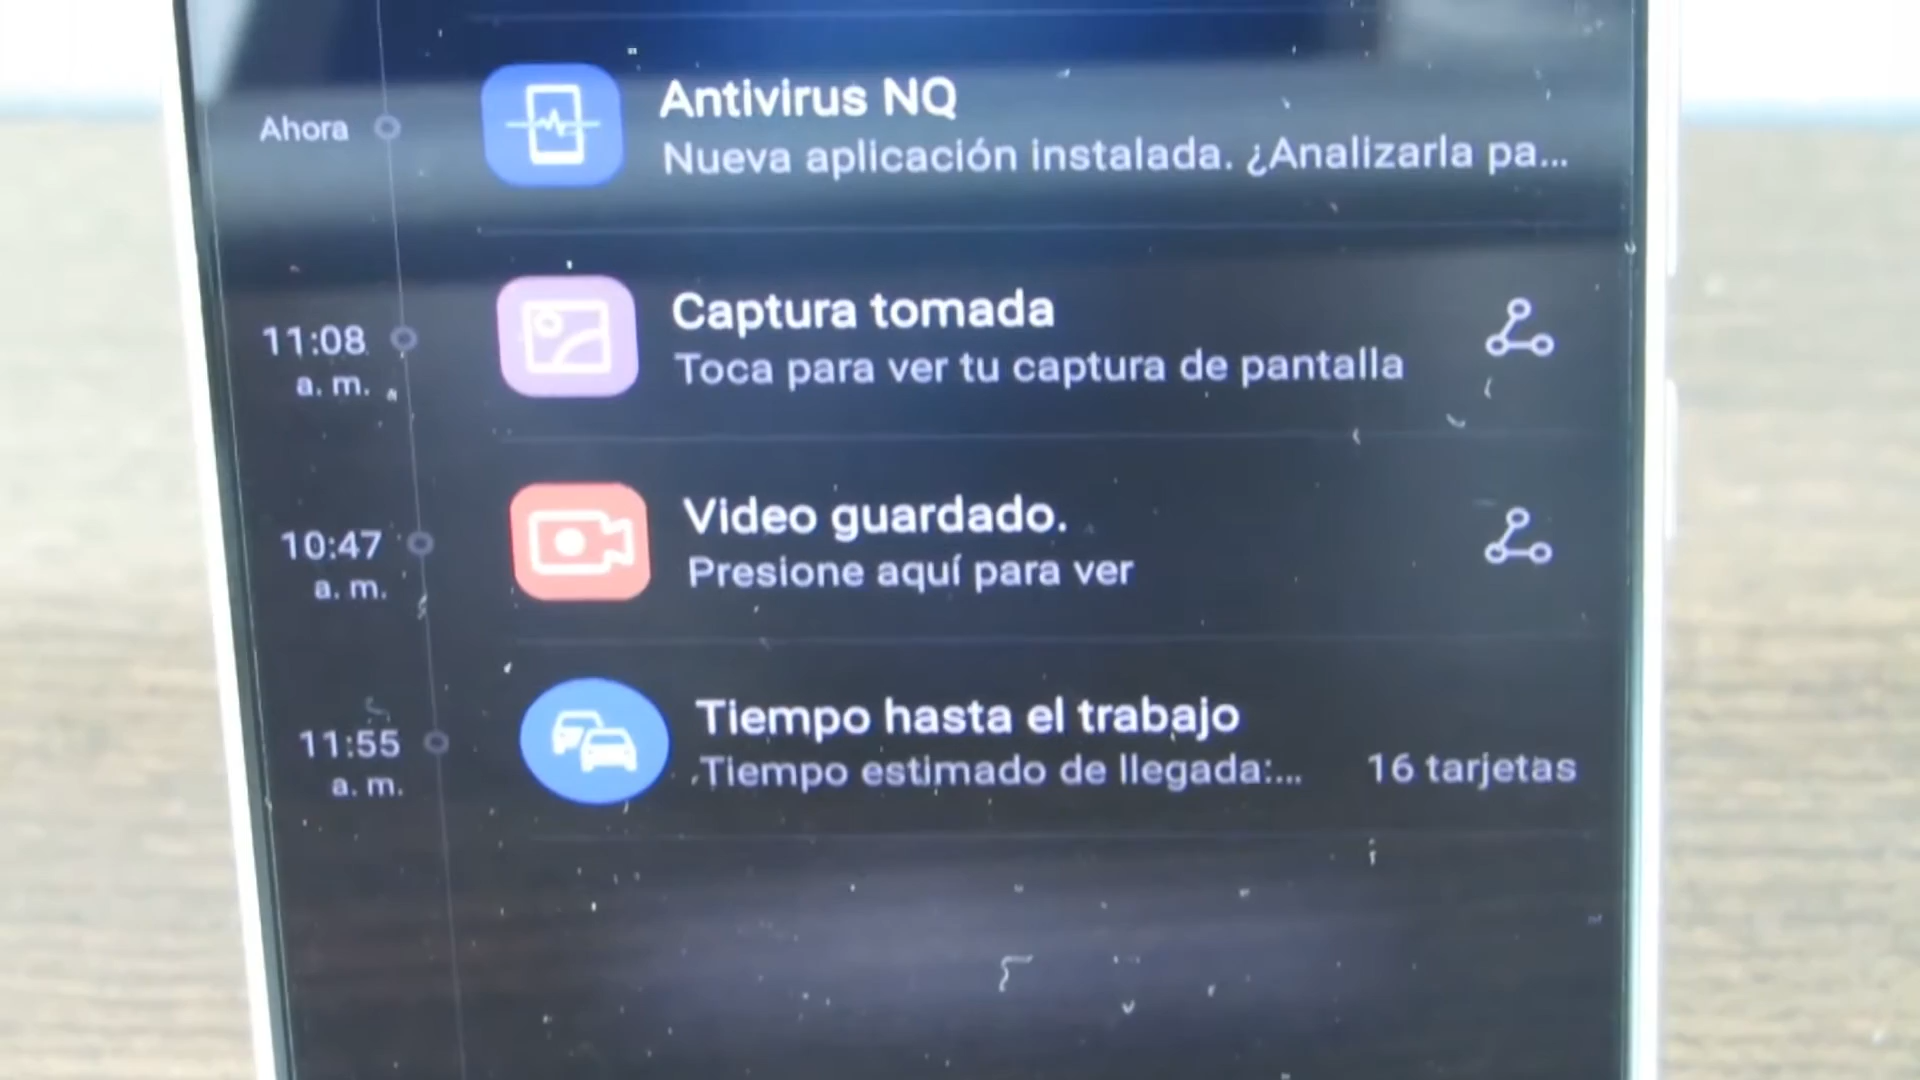 Ahora
Antivirus NQ
Nueva aplicación instalada. ¿Analizarla pa...
11:08
a. m.
Captura tomada
Toca para ver tu captura de pantalla
10:47
a. m.
Video guardado.
Presione aquí para ver
11:55
a. m.
Tiempo hasta el trabajo
Tiempo estimado de llegada:...
16 tarjetas